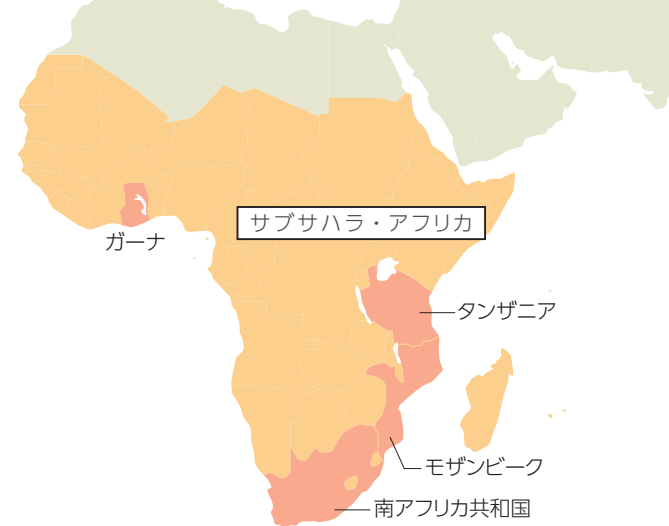 サブサハラ・アフリカ
ガーナ
タンザニア
モザンビーク
南アフリカ共和国